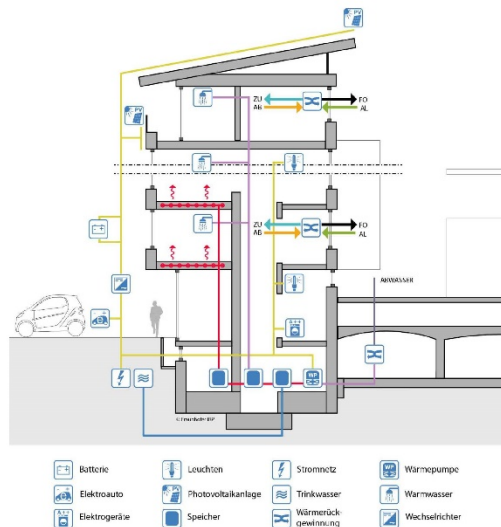 PV
PV
ZU
FO
AB
AL
ZU
FO
AB
AL
ABWASSER
WP
© Fraunhofer IBP
Batterie
Leuchten
Stromnetz
WP
Wärmepumpe
Elektroauto
PV
Photovoltaikanlage
Trinkwasser
Warmwasser
Elektrogeräte
Speicher
Wärmerück-
gewinnung
Wechselrichter